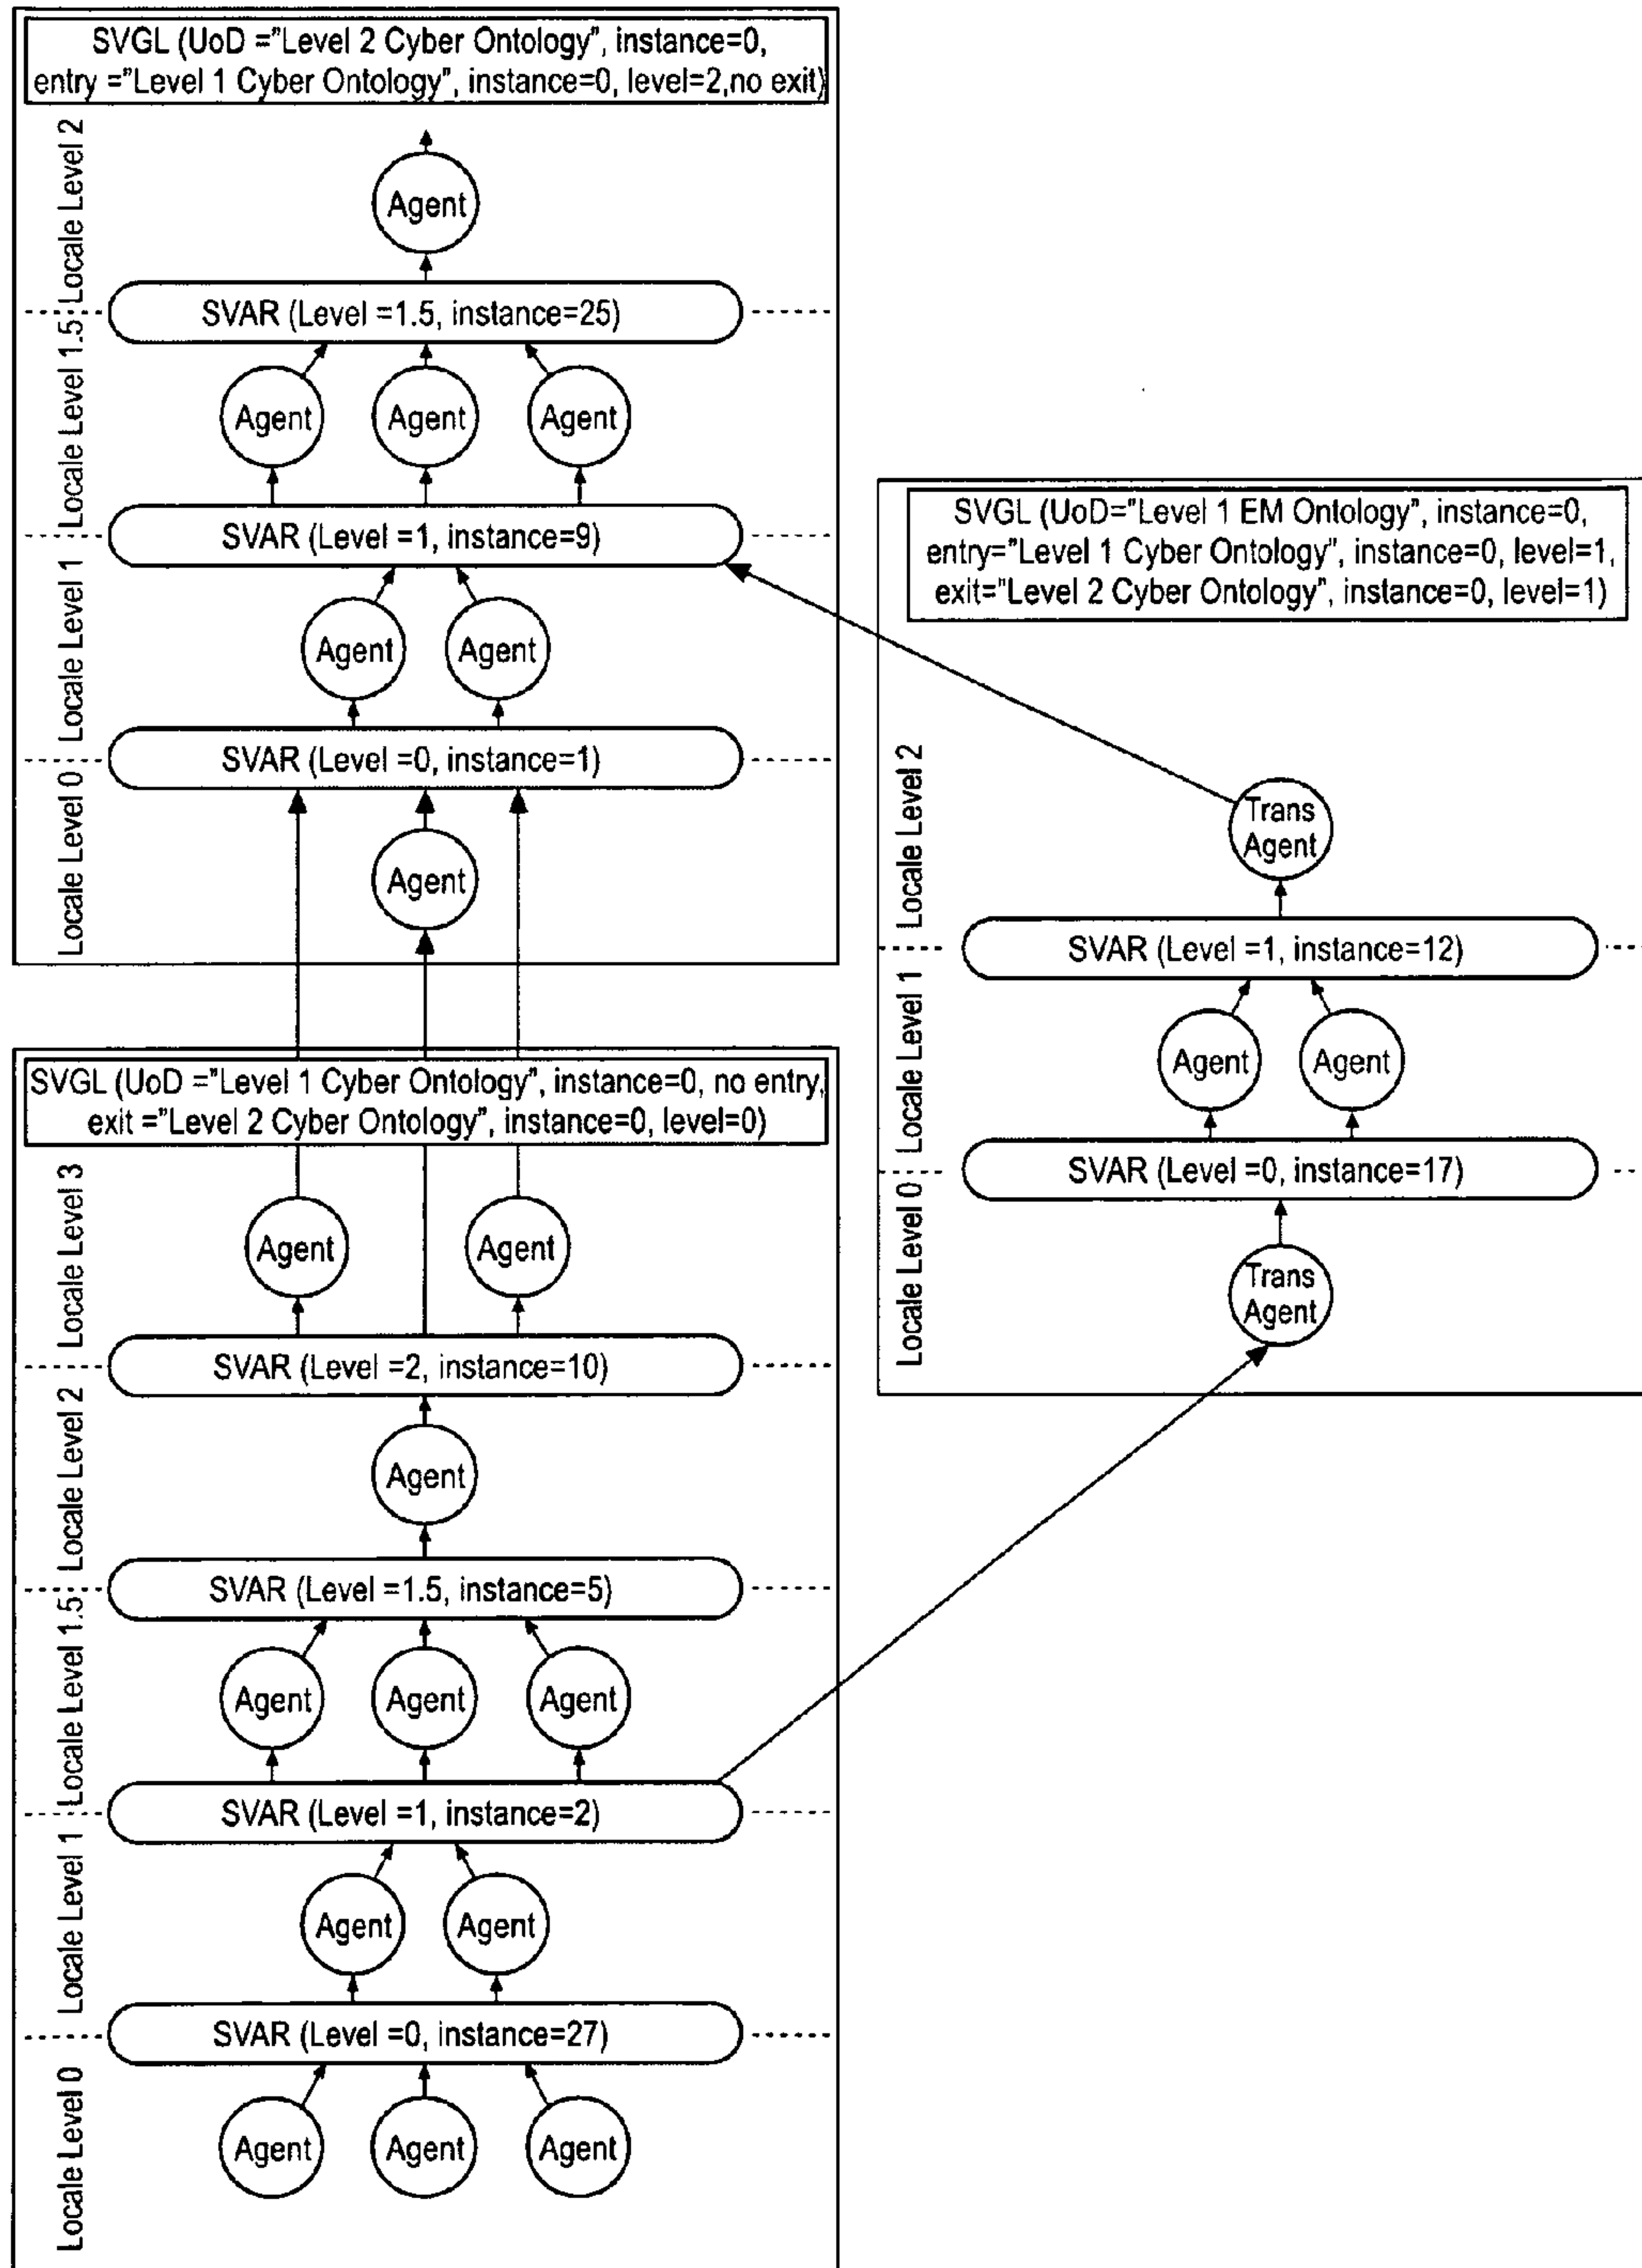 SVGL (UoD ="Level 2 Cyber Ontology", instance=0,
entry ="Level 1 Cyber Ontology", instance=0, level=2,no exit)
Locale Level 2
Agent
SVAR (Level =1.5, instance=25)
Locale Level 1.5
Agent
Agent
Agent
SVAR (Level =1, instance=9)
Locale Level 1
Agent
Agent
SVAR (Level =0, instance=1)
Locale Level 0
Agent
SVGL (UoD="Level 1 EM Ontology", instance=0,
entry="Level 1 Cyber Ontology", instance=0, level=1,
exit="Level 2 Cyber Ontology", instance=0, level=1)
Locale Level 2
Trans
Agent
SVAR (Level =1, instance=12)
Locale Level 1
Agent
Agent
SVAR (Level =0, instance=17)
Locale Level 0
Trans
Agent
SVGL (UoD ="Level 1 Cyber Ontology", instance=0, no entry,
exit ="Level 2 Cyber Ontology", instance=0, level=0)
Locale Level 3
Agent
Agent
SVAR (Level =2, instance=10)
Locale Level 2
Agent
SVAR (Level =1.5, instance=5)
Locale Level 1.5
Agent
Agent
Agent
SVAR (Level =1, instance=2)
Locale Level 1
Agent
Agent
SVAR (Level =0, instance=27)
Locale Level 0
Agent
Agent
Agent